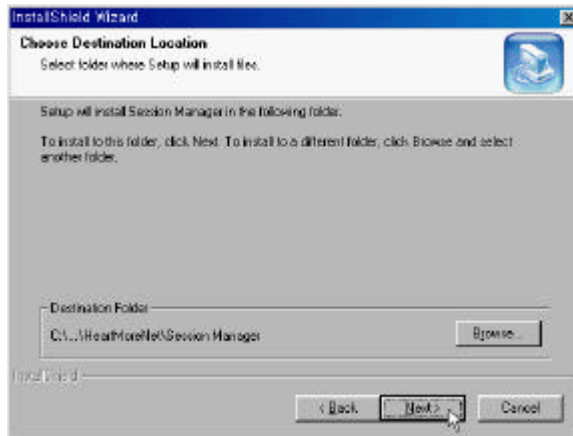 InstallShield Wizard
Choose Destination Location
Select folder where Setup will install files.
Setup will install Session Manager in the following folder.
To install to this folder, click Next. To install to a different folder, click Browse and select
another folder.
Destination Folder
C:\...\HeartMoreNet\Session Manager
Browse...
InstallShield
< Back
Next >
Cancel